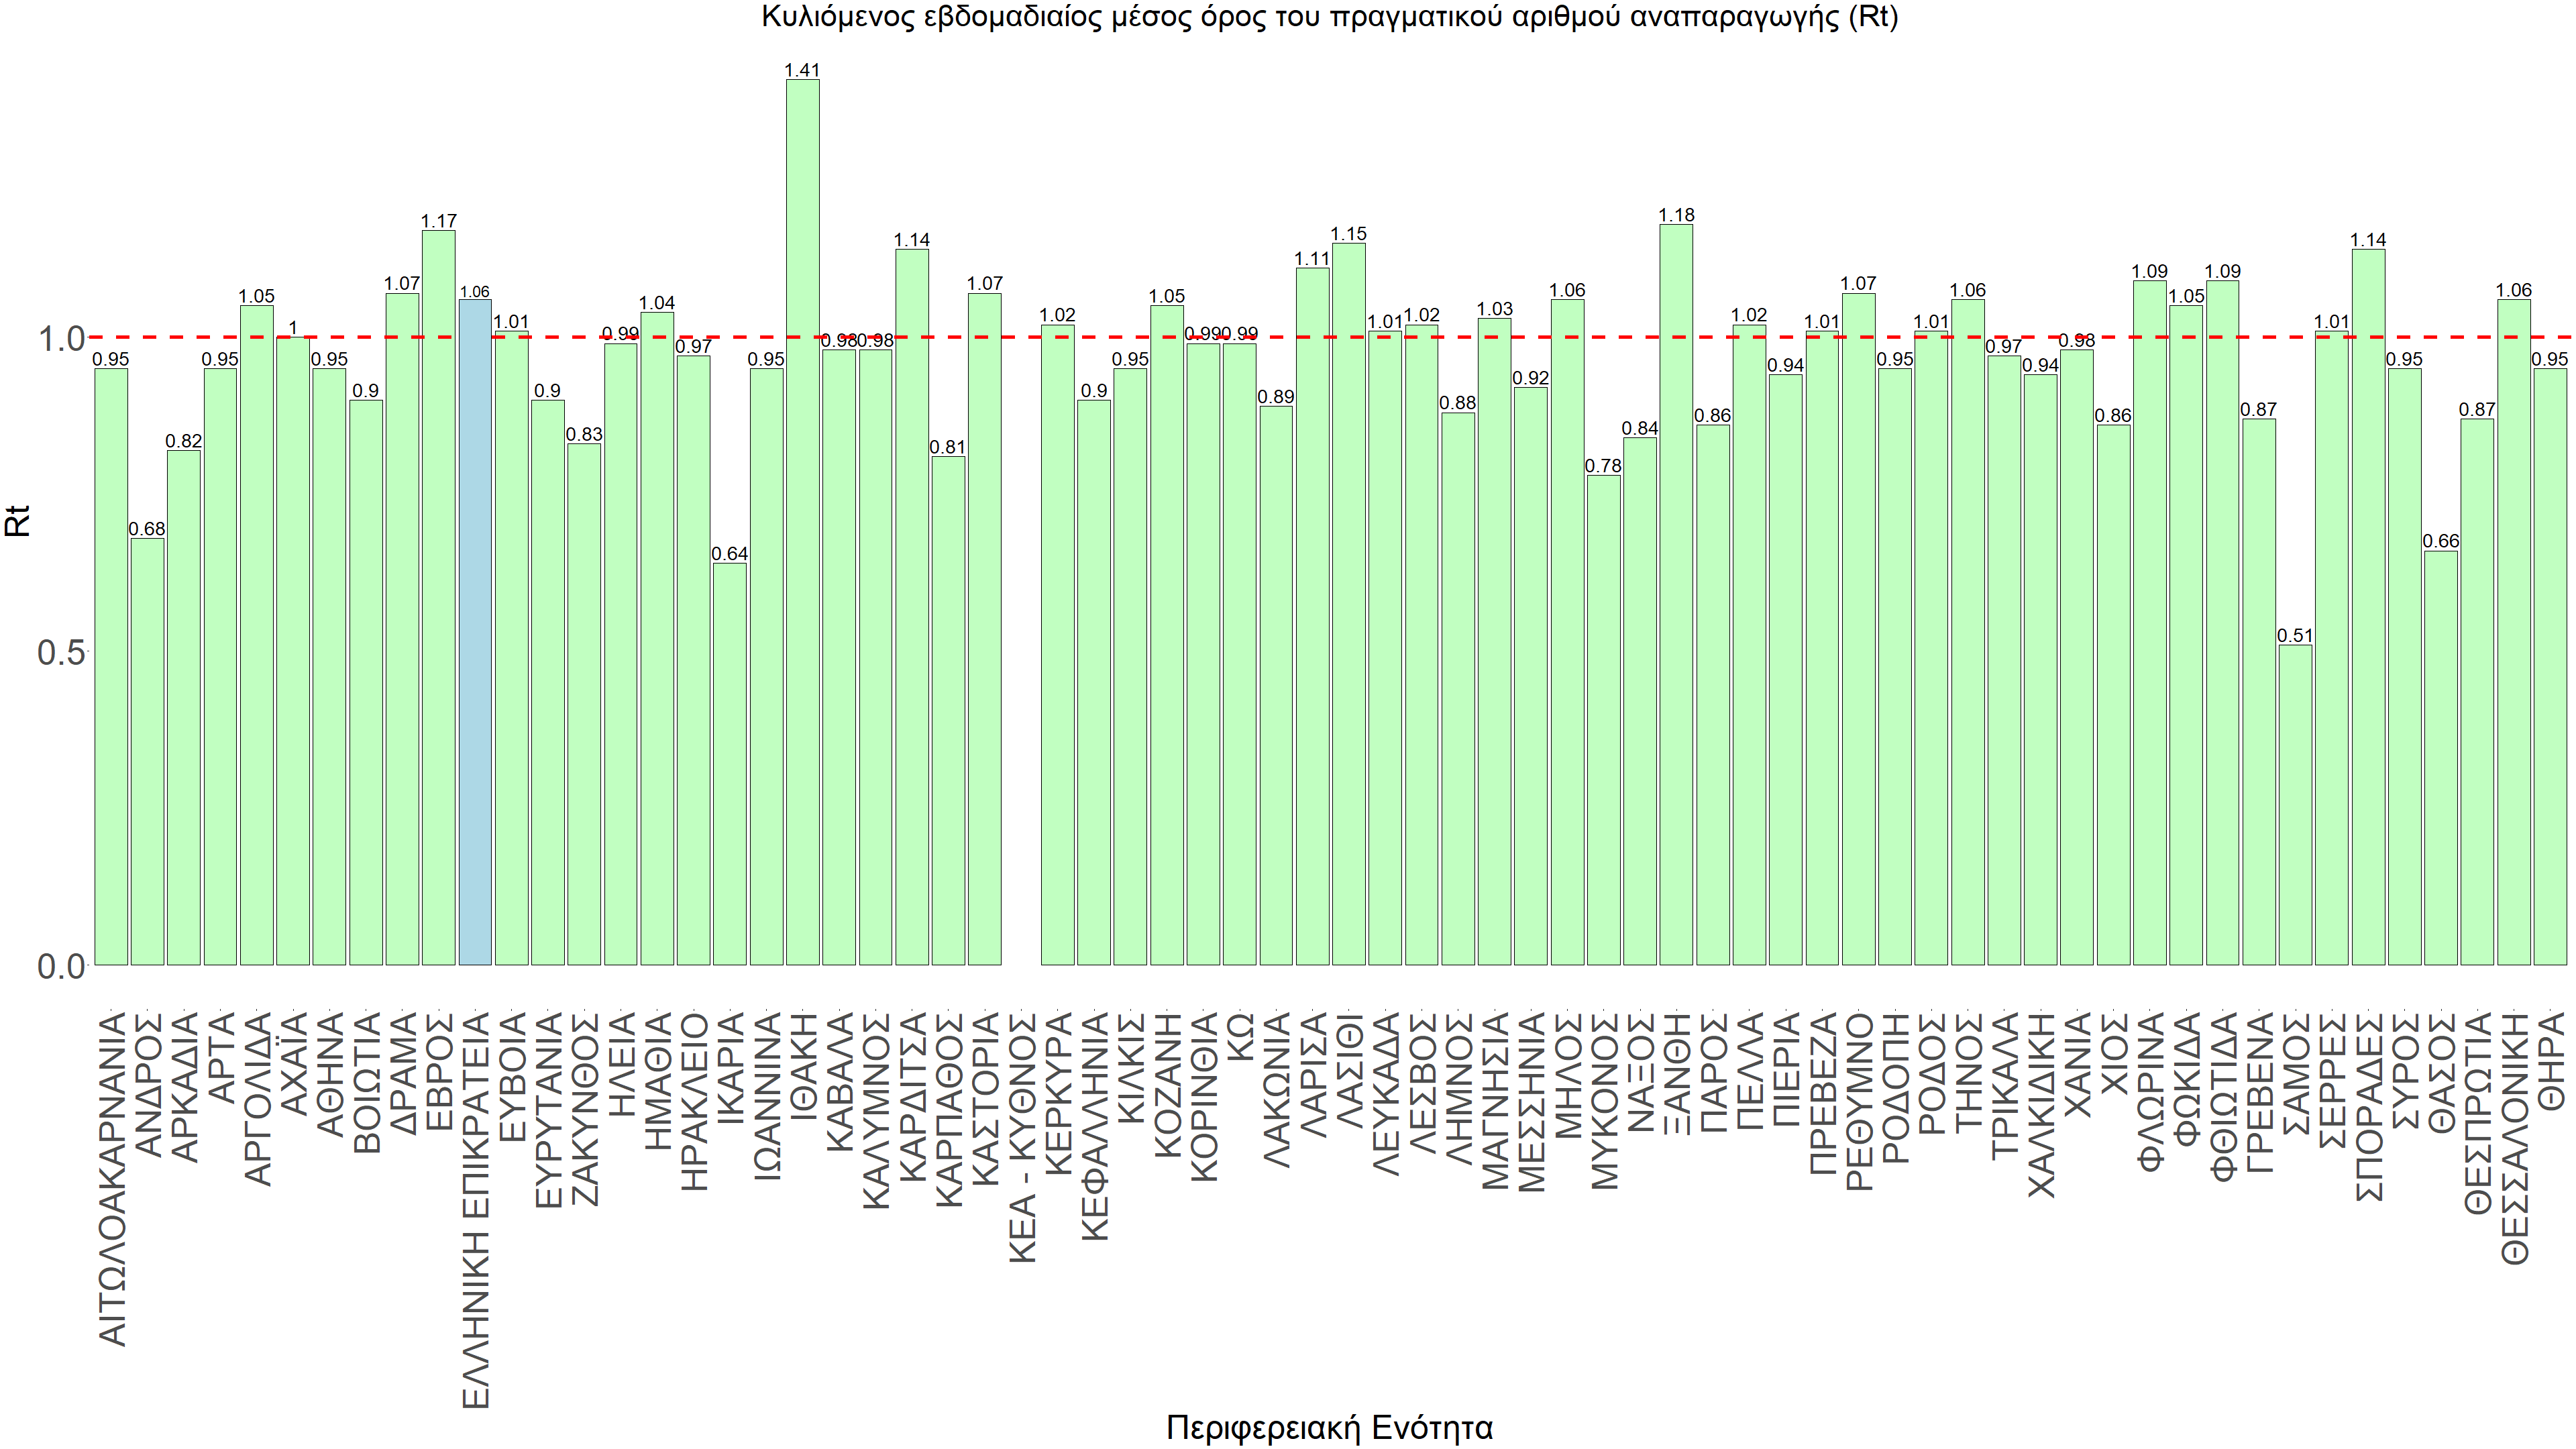 Κυλιόμενος εβδομαδιαίος μέσος όρος του πραγματικού αριθμού αναπαραγωγής (Rt)
Rt
1.0
0.5
0.0
0.95
0.68
0.82
0.95
1.05
1
0.95
0.9
1.07
1.17
1.06
1.01
0.9
0.83
0.99
1.04
0.97
0.64
0.95
1.41
0.98
0.98
1.14
0.81
1.07
1.02
0.9
0.95
1.05
0.99
0.99
0.89
1.11
1.15
1.01
1.02
0.88
1.03
0.92
1.06
0.78
0.84
1.18
0.86
1.02
0.94
1.01
1.07
0.95
1.01
1.06
0.97
0.94
0.98
0.86
1.09
1.05
1.09
0.87
0.51
1.01
1.14
0.95
0.66
0.87
1.06
0.95
ΑΙΤΩΛΟΑΚΑΡΝΑΝΙΑ
ΑΝΔΡΟΣ
ΑΡΚΑΔΙΑ
ΑΡΤΑ
ΑΡΓΟΛΙΔΑ
ΑΧΑΪΑ
ΑΘΗΝΑ
ΒΟΙΩΤΙΑ
ΔΡΑΜΑ
ΕΒΡΟΣ
ΕΛΛΗΝΙΚΗ ΕΠΙΚΡΑΤΕΙΑ
ΕΥΒΟΙΑ
ΕΥΡΥΤΑΝΙΑ
ΖΑΚΥΝΘΟΣ
ΗΛΕΙΑ
ΗΜΑΘΙΑ
ΗΡΑΚΛΕΙΟ
ΙΚΑΡΙΑ
ΙΩΑΝΝΙΝΑ
ΙΘΑΚΗ
ΚΑΒΑΛΛΑ
ΚΑΛΥΜΝΟΣ
ΚΑΡΔΙΤΣΑ
ΚΑΡΠΑΘΟΣ
ΚΑΣΤΟΡΙΑ
ΚΕΑ - ΚΥΘΝΟΣ
ΚΕΡΚΥΡΑ
ΚΕΦΑΛΛΗΝΙΑ
ΚΙΛΚΙΣ
ΚΟΖΑΝΗ
ΚΟΡΙΝΘΙΑ
ΚΩ
ΛΑΚΩΝΙΑ
ΛΑΡΙΣΑ
ΛΑΣΙΘΙ
ΛΕΥΚΑΔΑ
ΛΕΣΒΟΣ
ΛΗΜΝΟΣ
ΜΑΓΝΗΣΙΑ
ΜΕΣΣΗΝΙΑ
ΜΗΛΟΣ
ΜΥΚΟΝΟΣ
ΝΑΞΟΣ
ΞΑΝΘΗ
ΠΑΡΟΣ
ΠΕΛΛΑ
ΠΙΕΡΙΑ
ΠΡΕΒΕΖΑ
ΡΕΘΥΜΝΟ
ΡΟΔΟΠΗ
ΡΟΔΟΣ
ΤΗΝΟΣ
ΤΡΙΚΑΛΑ
ΧΑΛΚΙΔΙΚΗ
ΧΑΝΙΑ
ΧΙΟΣ
ΦΛΩΡΙΝΑ
ΦΩΚΙΔΑ
ΦΘΙΩΤΙΔΑ
ΓΡΕΒΕΝΑ
ΣΑΜΟΣ
ΣΕΡΡΕΣ
ΣΠΟΡΑΔΕΣ
ΣΥΡΟΣ
ΘΑΣΟΣ
ΘΕΣΠΡΩΤΙΑ
ΘΕΣΣΑΛΟΝΙΚΗ
ΘΗΡΑ
Περιφερειακή Ενότητα